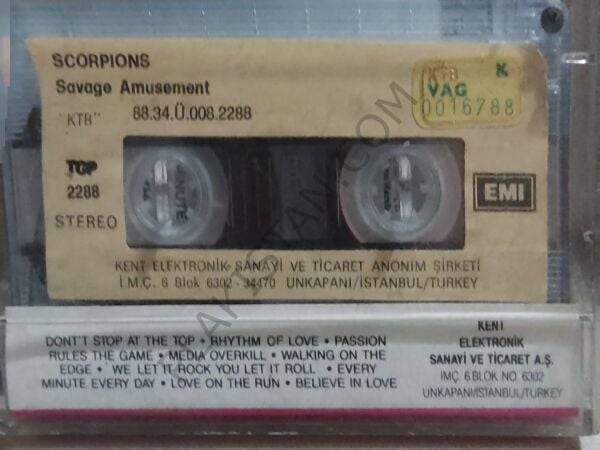 SCORPIONS
Savage Amusement
"KTB" 88.34.Ü.008.2288
KTB K
VAG
0016788
TCP
2288
STEREO
MINUTE
EMI
KENT ELEKTRONİK SANAYİ VE TİCARET ANONİM ŞİRKETİ
İ.M.Ç. 6 Blok 6302 - 34470 UNKAPANI/İSTANBUL/TURKEY
DON'T STOP AT THE TOP • RHYTHM OF LOVE • PASSION
RULES THE GAME • MEDIA OVERKILL • WALKING ON THE
EDGE • WE LET IT ROCK YOU LET IT ROLL • EVERY
MINUTE EVERY DAY • LOVE ON THE RUN • BELIEVE IN LOVE
KENT
ELEKTRONİK
SANAYİ VE TİCARET A.Ş.
İMÇ. 6.BLOK NO. 6302
UNKAPANI/İSTANBUL/TURKEY